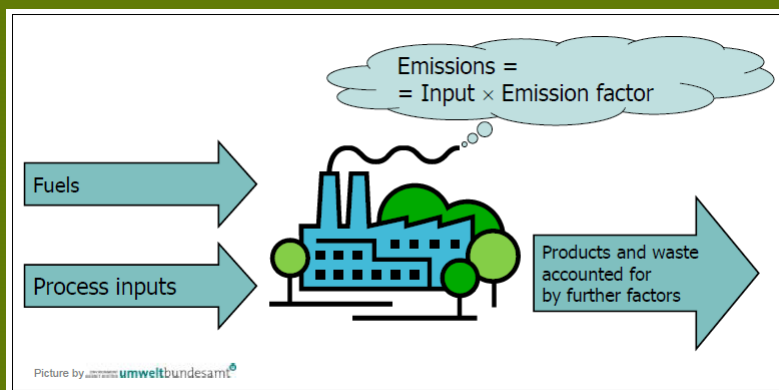 Emissions =
= Input × Emission factor
Fuels
Process inputs
Products and waste
accounted for
by further factors
Picture by umweltbundesamt